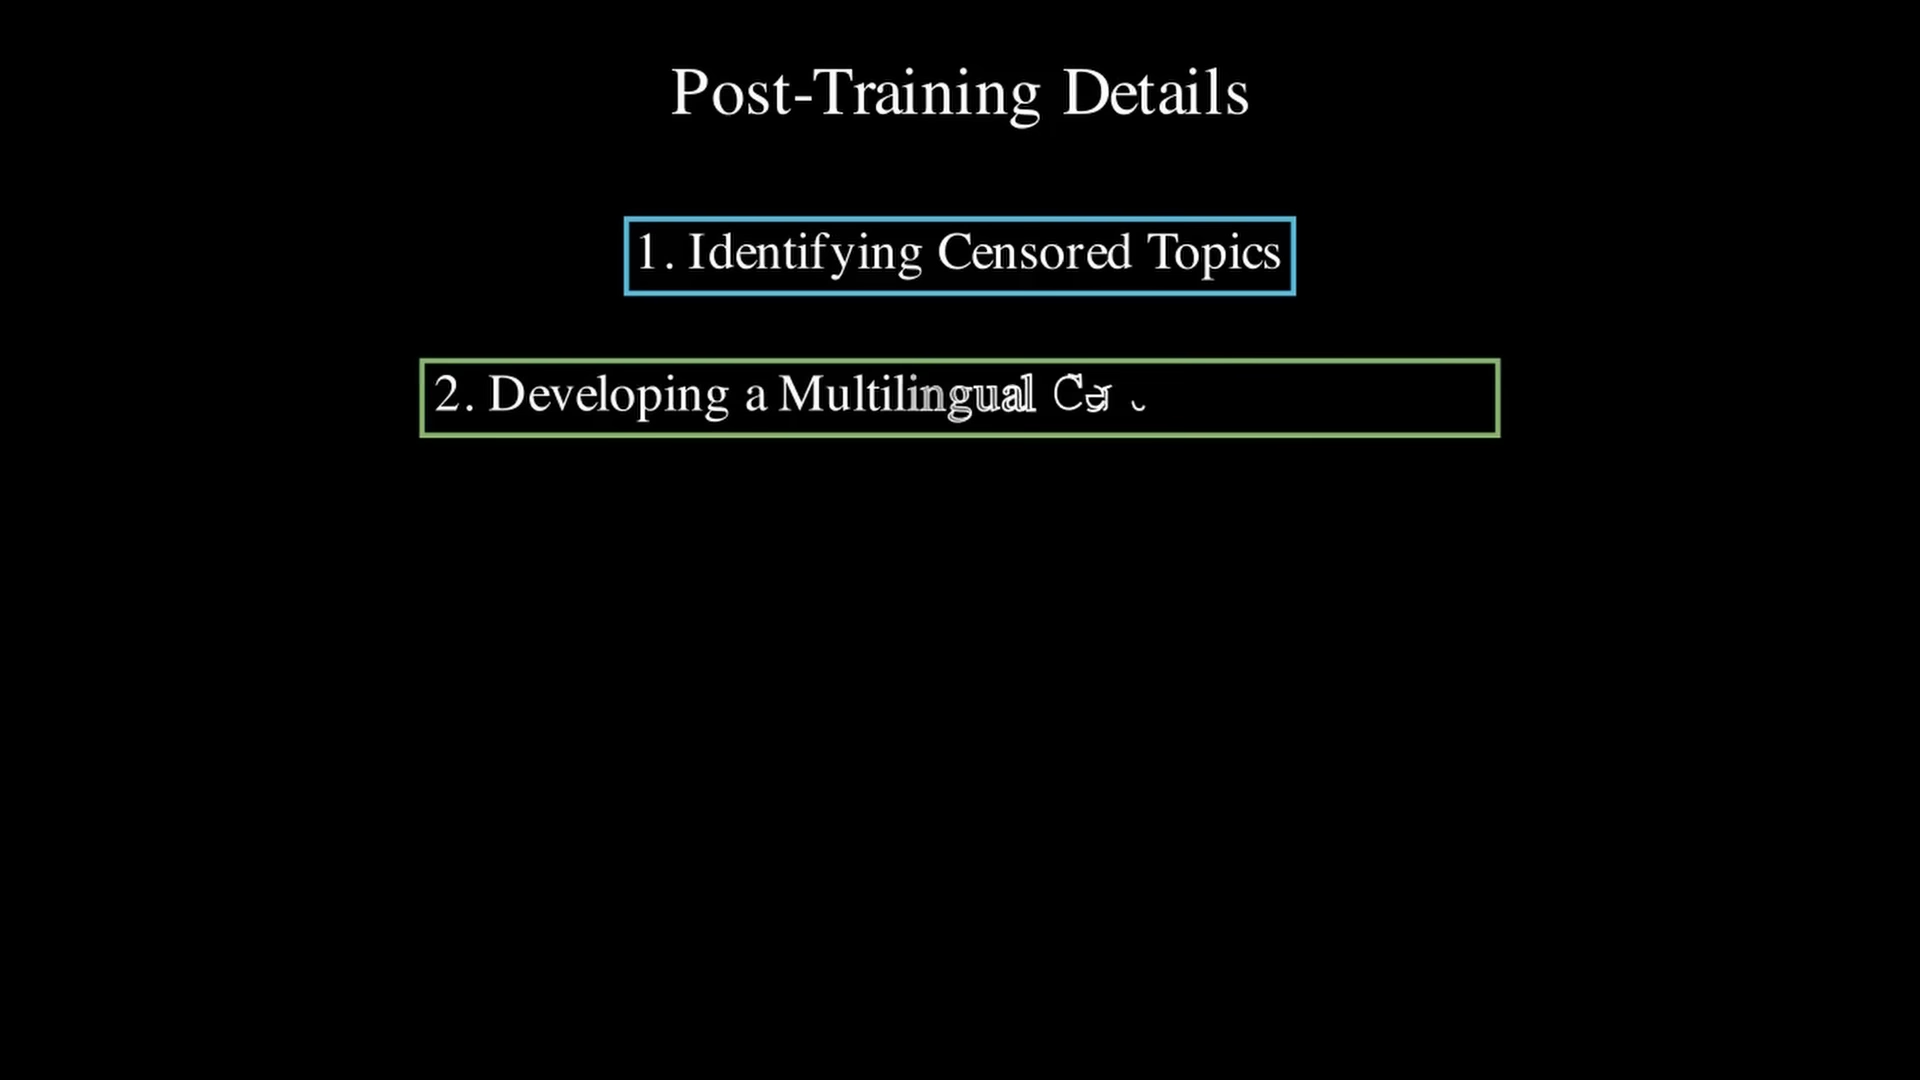 Post-Training Details
1. Identifying Censored Topics
2. Developing a Multilingual